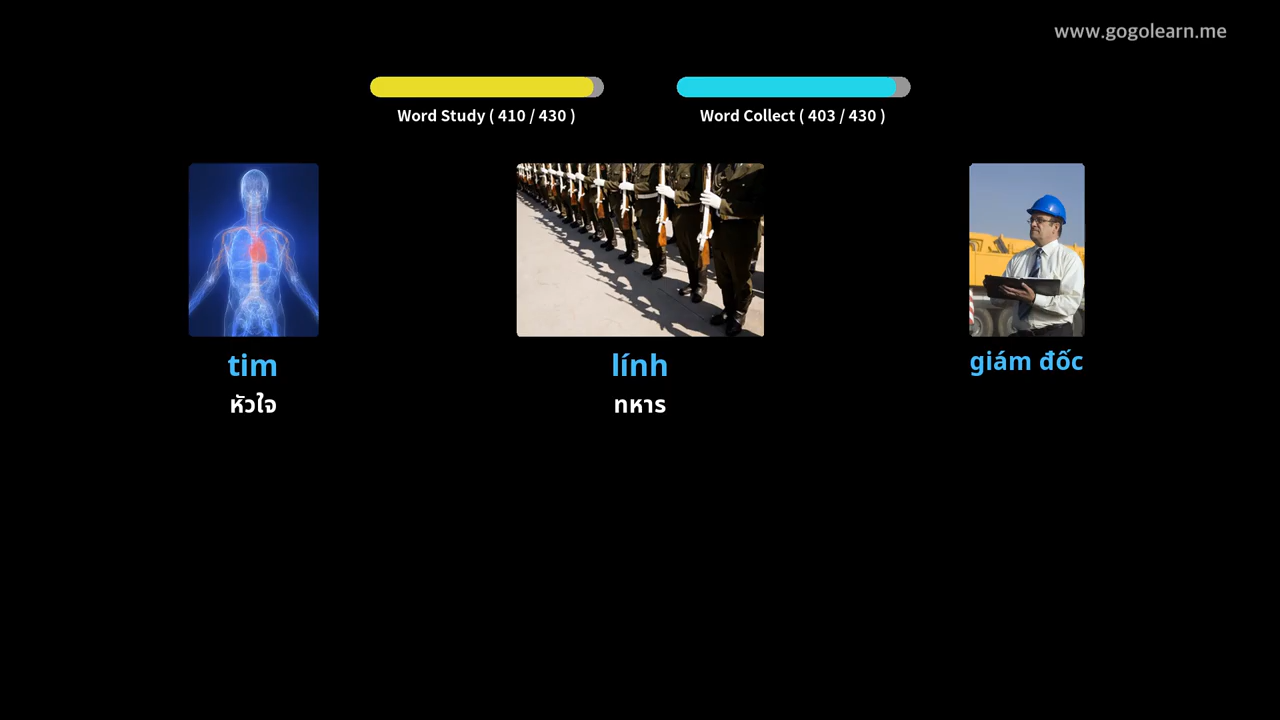 www.gogolearn.me
Word Study ( 410 / 430 )
Word Collect ( 403 / 430 )
tim
lính
giám đốc
หัวใจ
ทหาร